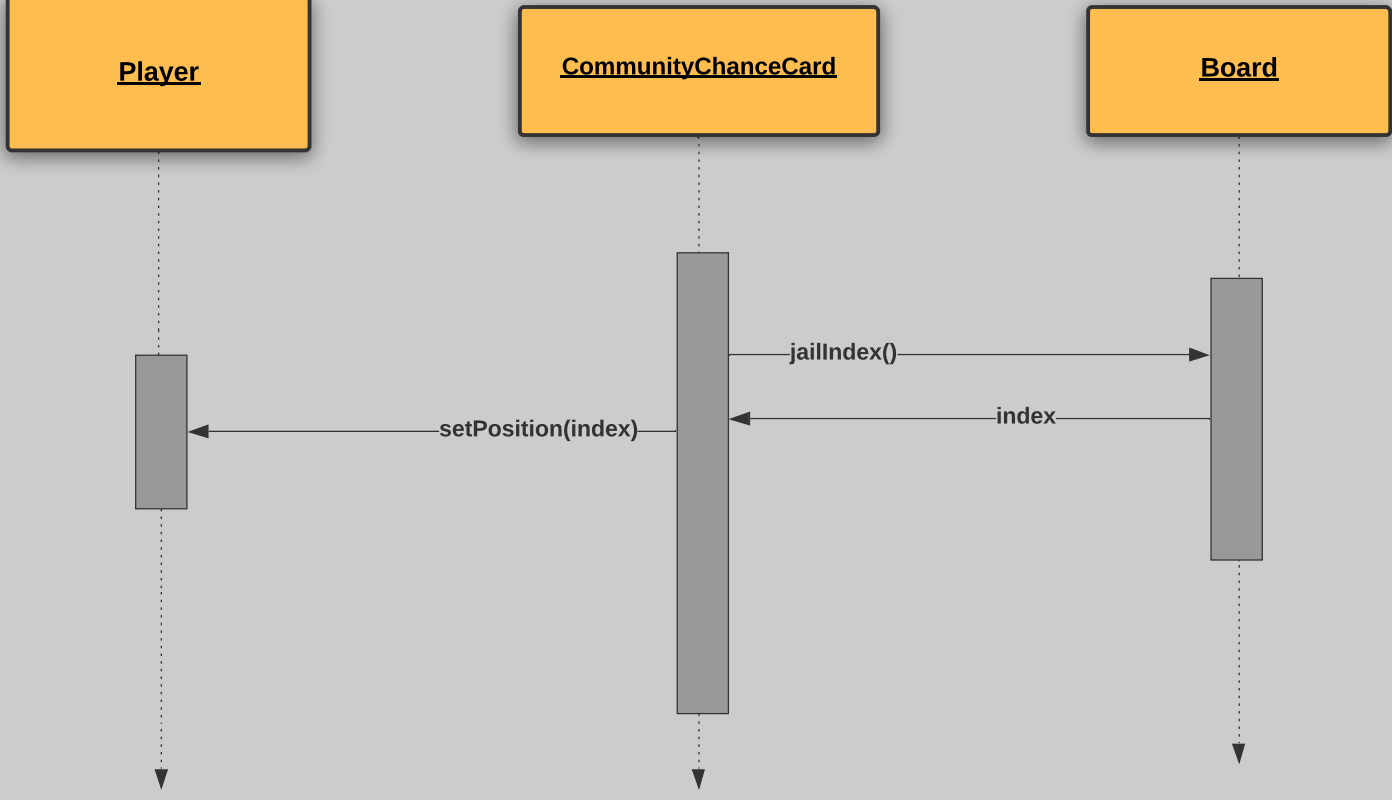 Player
CommunityChanceCard
Board
jailIndex()
index
setPosition(index)